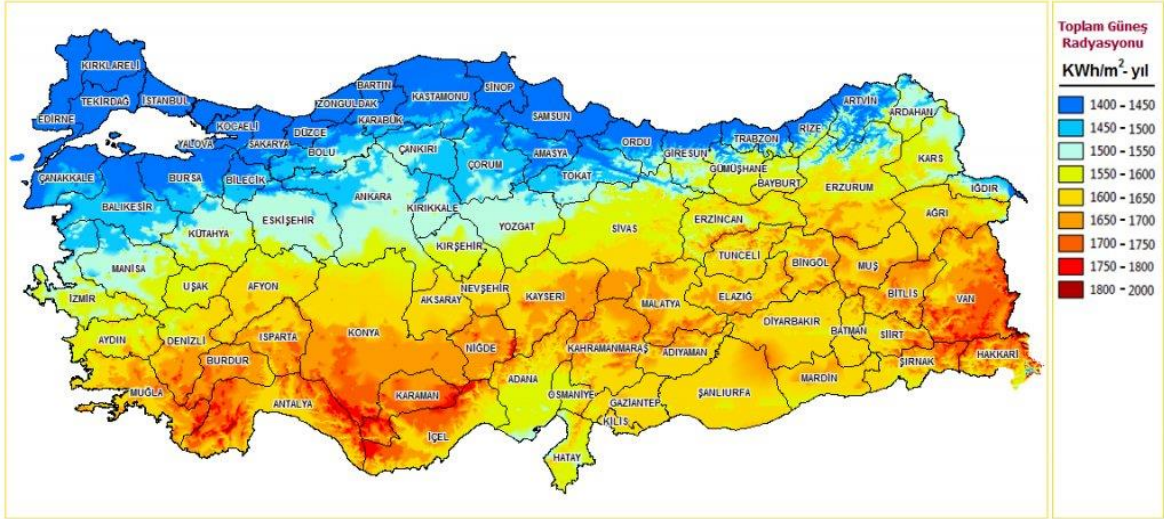 Toplam Güneş
Radyasyonu
KWh/m²- yıl
1400 - 1450
1450 - 1500
1500 - 1550
1550 - 1600
1600 - 1650
1650 - 1700
1700 - 1750
1750 - 1800
1800 - 2000
KIRKLARELİ
TEKİRDAĞ
İSTANBUL
EDİRNE
KOCAELİ
YALOVA
SAKARYA
DÜZCE
BOLU
ZONGULDAK
BARTIN
KARABÜK
KASTAMONU
SİNOP
SAMSUN
ORDU
GİRESUN
TRABZON
RİZE
ARTVİN
ARDAHAN
KARS
IĞDIR
ÇANAKKALE
BALIKESİR
BURSA
BİLECİK
ESKİŞEHİR
KÜTAHYA
ANKARA
ÇANKIRI
KIRIKKALE
ÇORUM
AMASYA
TOKAT
YOZGAT
KIRŞEHİR
SİVAS
GÜMÜŞHANE
BAYBURT
ERZİNCAN
ERZURUM
AĞRI
MANİSA
İZMİR
UŞAK
AFYON
AKSARAY
NEVŞEHİR
KAYSERİ
MALATYA
ELAZIĞ
TUNCELİ
BİNGÖL
MUŞ
BİTLİS
VAN
AYDIN
DENİZLİ
BURDUR
ISPARTA
KONYA
NİĞDE
KAHRAMANMARAŞ
ADIYAMAN
DİYARBAKIR
BATMAN
SİİRT
ŞIRNAK
HAKKARİ
MUĞLA
ANTALYA
KARAMAN
İÇEL
ADANA
OSMANİYE
GAZİANTEP
KİLİS
ŞANLIURFA
MARDİN
HATAY